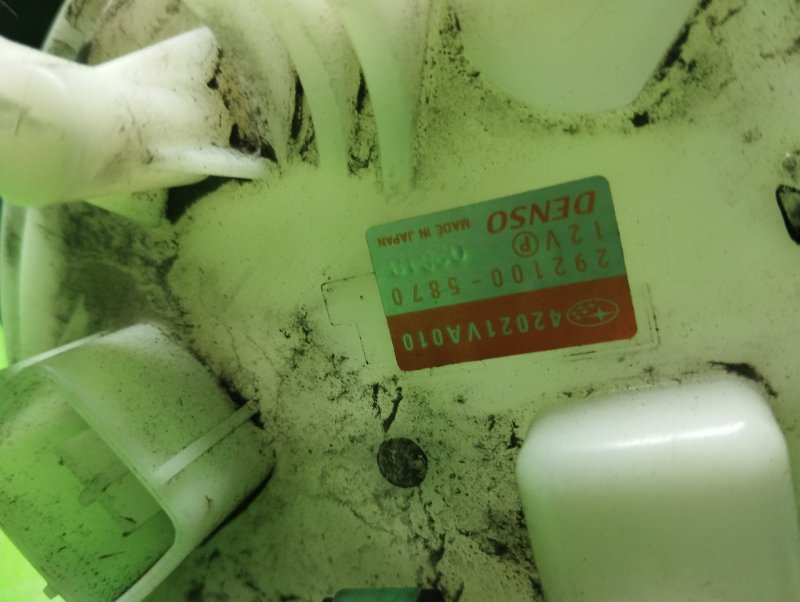 42021VA010
292100-5870
12V P
DENSO MADE IN JAPAN